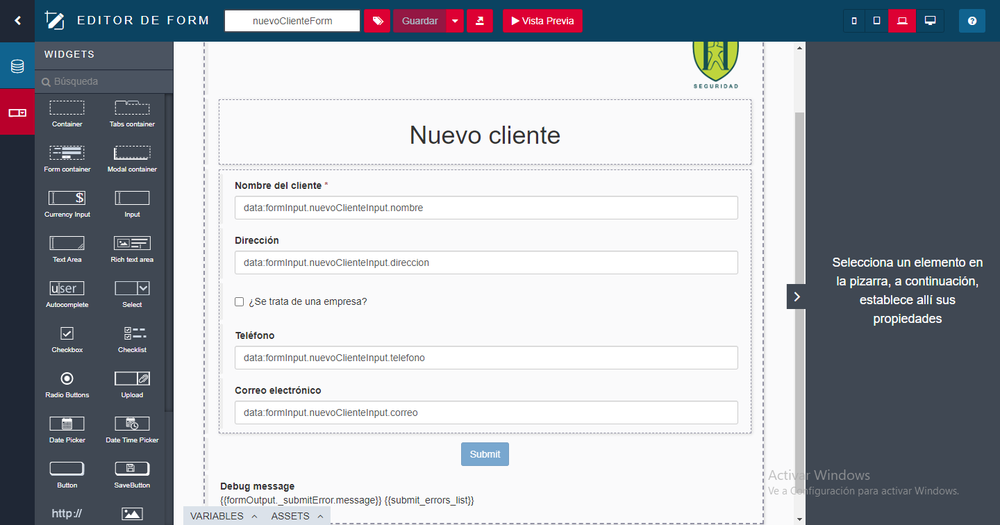 EDITOR DE FORM
nuevoClienteForm
Guardar
Vista Previa
WIDGETS
Búsqueda
Container
Tabs container
Form container
Modal container
$
Currency Input
Input
Text Area
Rich text area
user
Autocomplete
Select
Checkbox
Checklist
Radio Buttons
Upload
Date Picker
Date Time Picker
Button
SaveButton
http://
SEGURIDAD
Nuevo cliente
Nombre del cliente *
data:formInput.nuevoClienteInput.nombre
Dirección
data:formInput.nuevoClienteInput.direccion
¿Se trata de una empresa?
Teléfono
data:formInput.nuevoClienteInput.telefono
Correo electrónico
data:formInput.nuevoClienteInput.correo
Submit
Debug message
{{formOutput._submitError.message}} {{submit_errors_list}}
VARIABLES
ASSETS
Selecciona un elemento en
la pizarra, a continuación,
establece allí sus
propiedades
Activar Windows
Ve a Configuración para activar Windows.